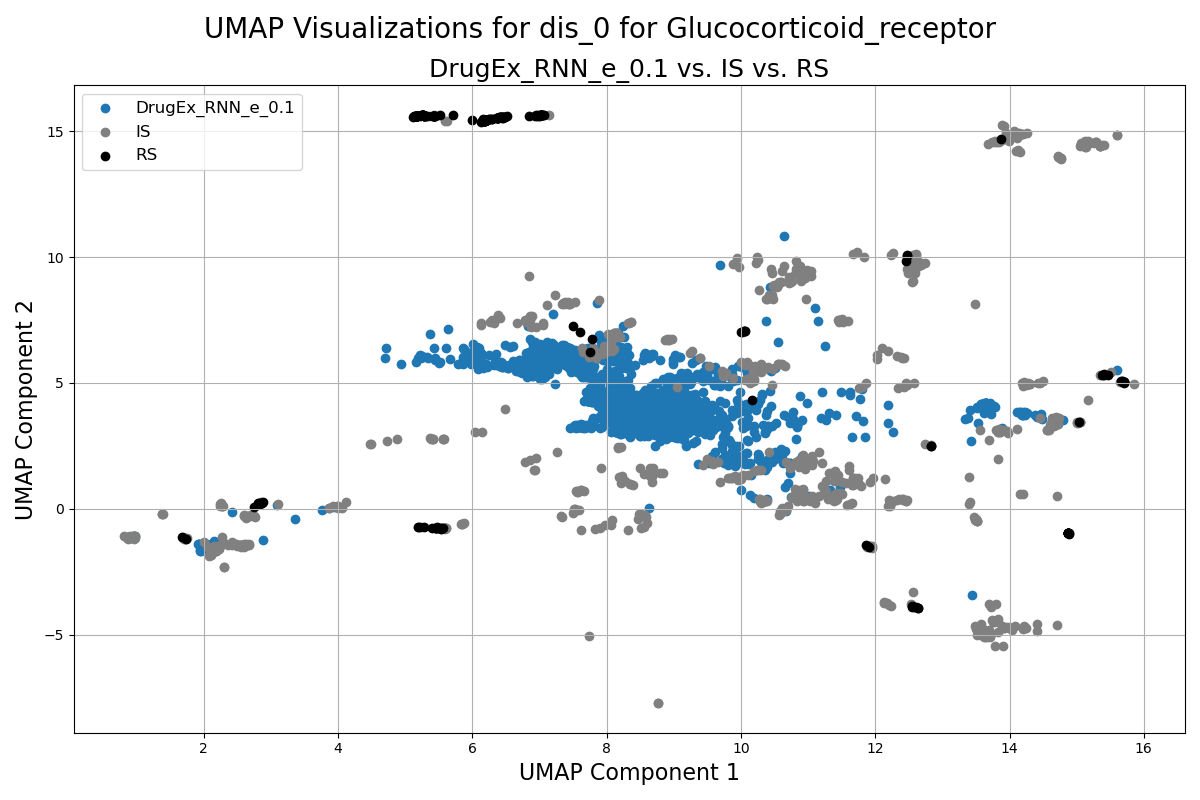 UMAP Visualizations for dis_0 for Glucocorticoid_receptor
DrugEx_RNN_e_0.1 vs. IS vs. RS
DrugEx_RNN_e_0.1
IS
RS
15
10
5
0
−5
UMAP Component 2
2 4 6 8 10 12 14 16
UMAP Component 1